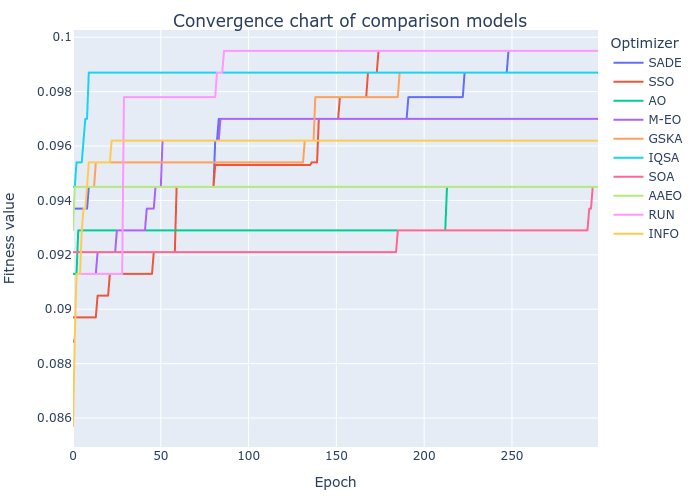 Convergence chart of comparison models
Optimizer
SADE
SSO
AO
M-EO
GSKA
IQSA
SOA
AAEO
RUN
INFO
Fitness value
0.1
0.098
0.096
0.094
0.092
0.09
0.088
0.086
0
50
100
150
200
250
Epoch